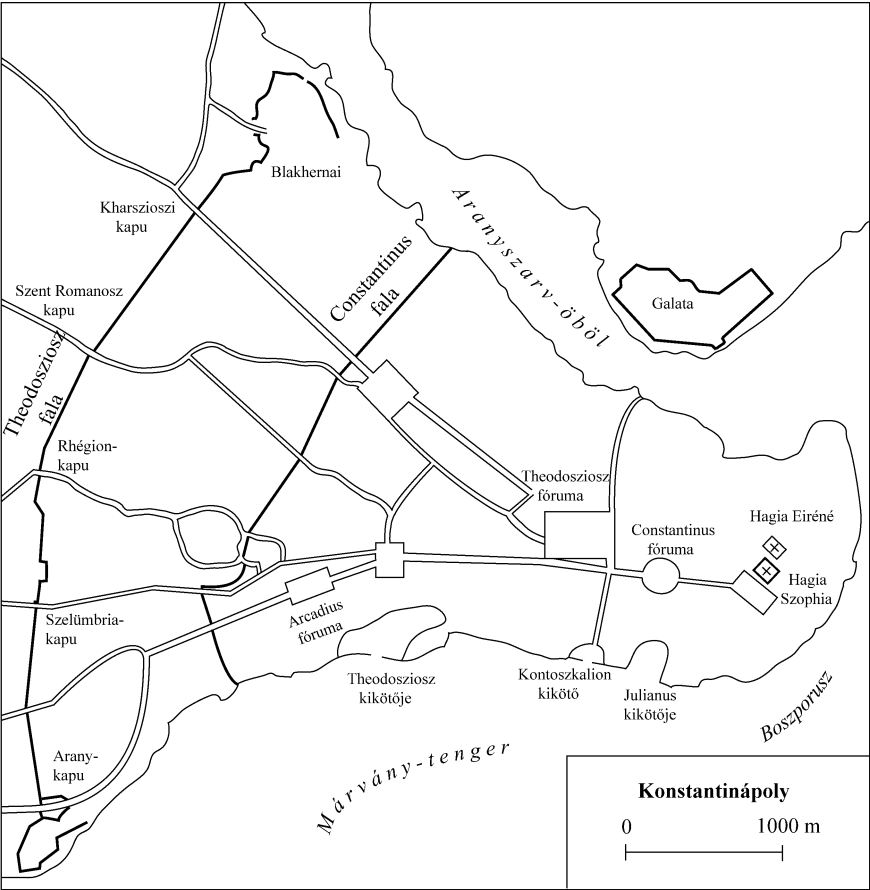 Blakhernai
Kharszioszi
kapu
Aranyszarv-öböl
Constantinus
fala
Szent Romanosz
kapu
Galata
Theodosziosz
fala
Rhégion-
kapu
Theodosziosz
fóruma
Constantinus
fóruma
Hagia Eiréné
Hagia
Szophia
Szelümbria-
kapu
Arcadius
fóruma
Theodosziosz
kikötője
Kontoszkalion
kikötő
Julianus
kikötője
Boszporusz
Arany-
kapu
Márvány-tenger
Konstantinápoly
0 1000 m